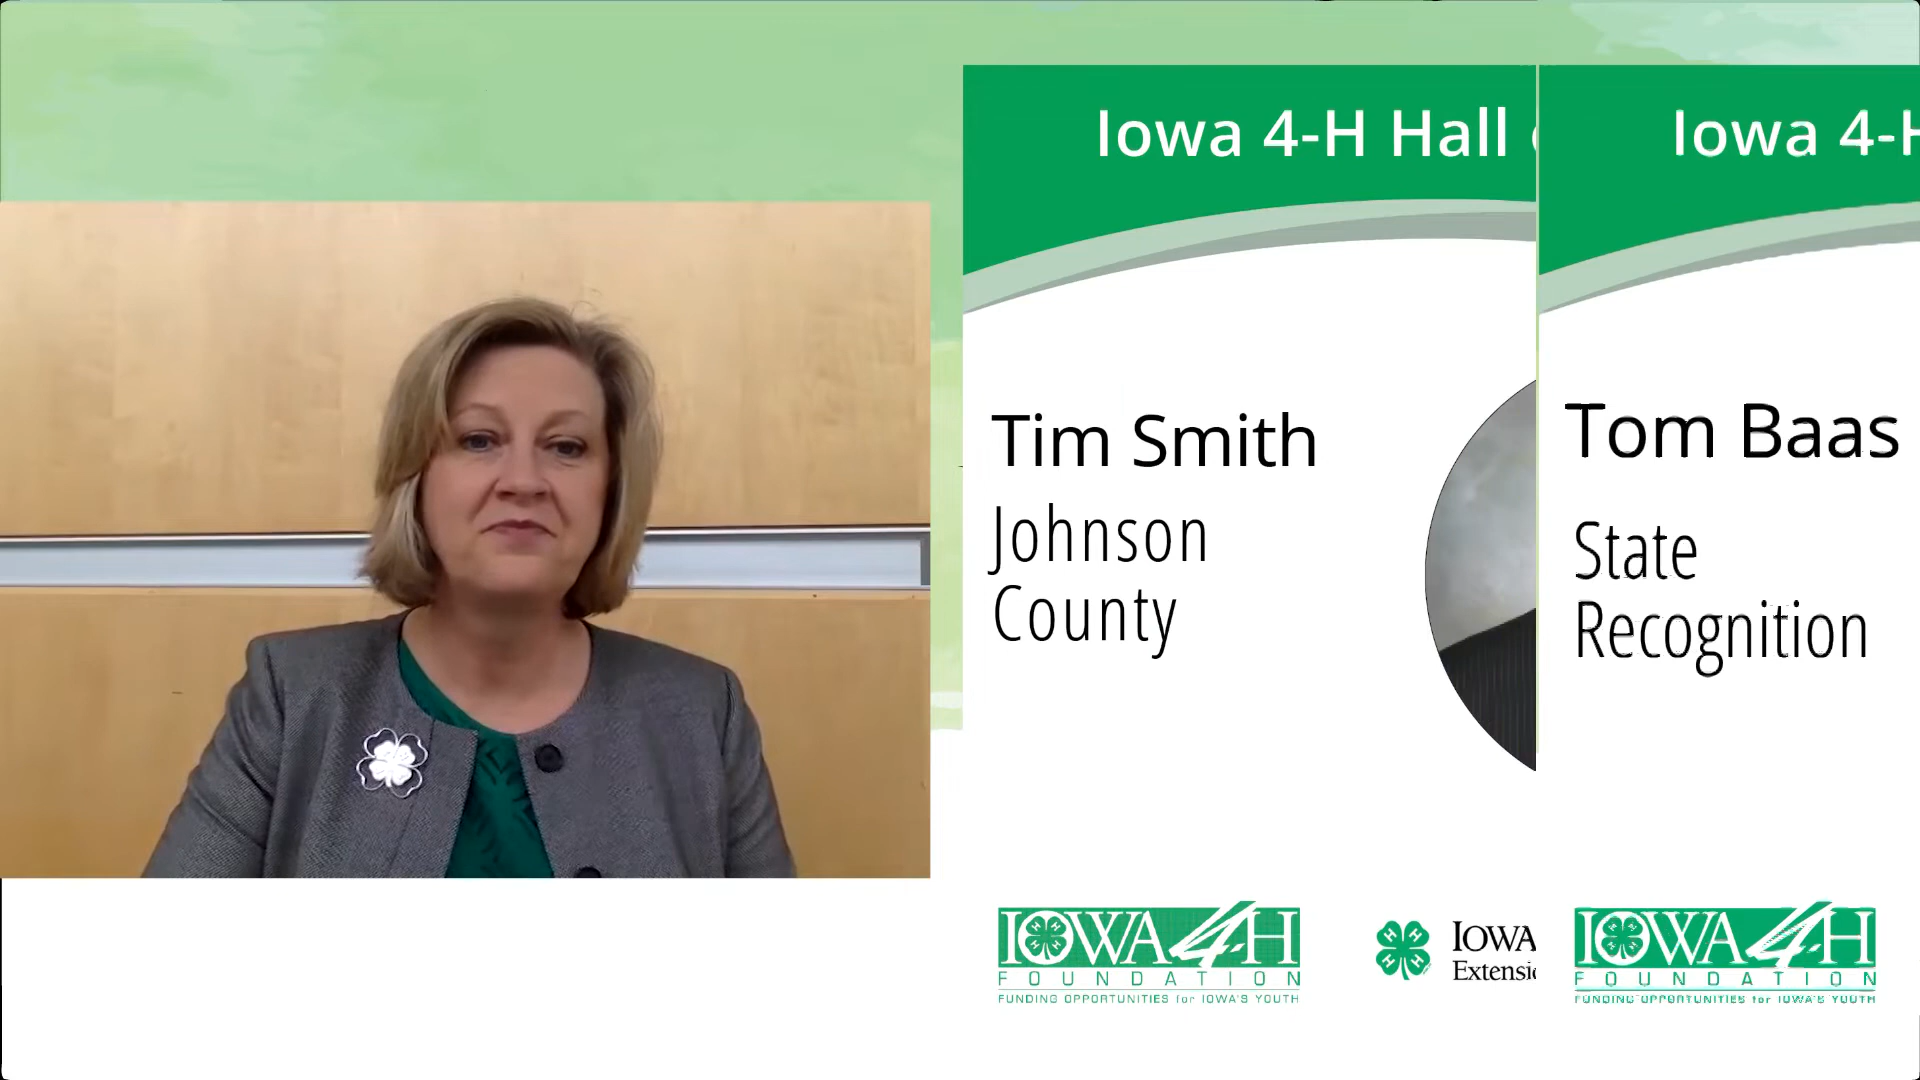 Iowa 4-H Hall
Tim Smith
Johnson
County
IOWA 4-H
FOUNDATION
FUNDING OPPORTUNITIES for IOWA'S YOUTH
H H H H
IOWA
Iowa 4-H
Tom Baas
State
Recognition
IOWA 4-H
FOUNDATION
FUNDING OPPORTUNITIES for IOWA'S YOUTH